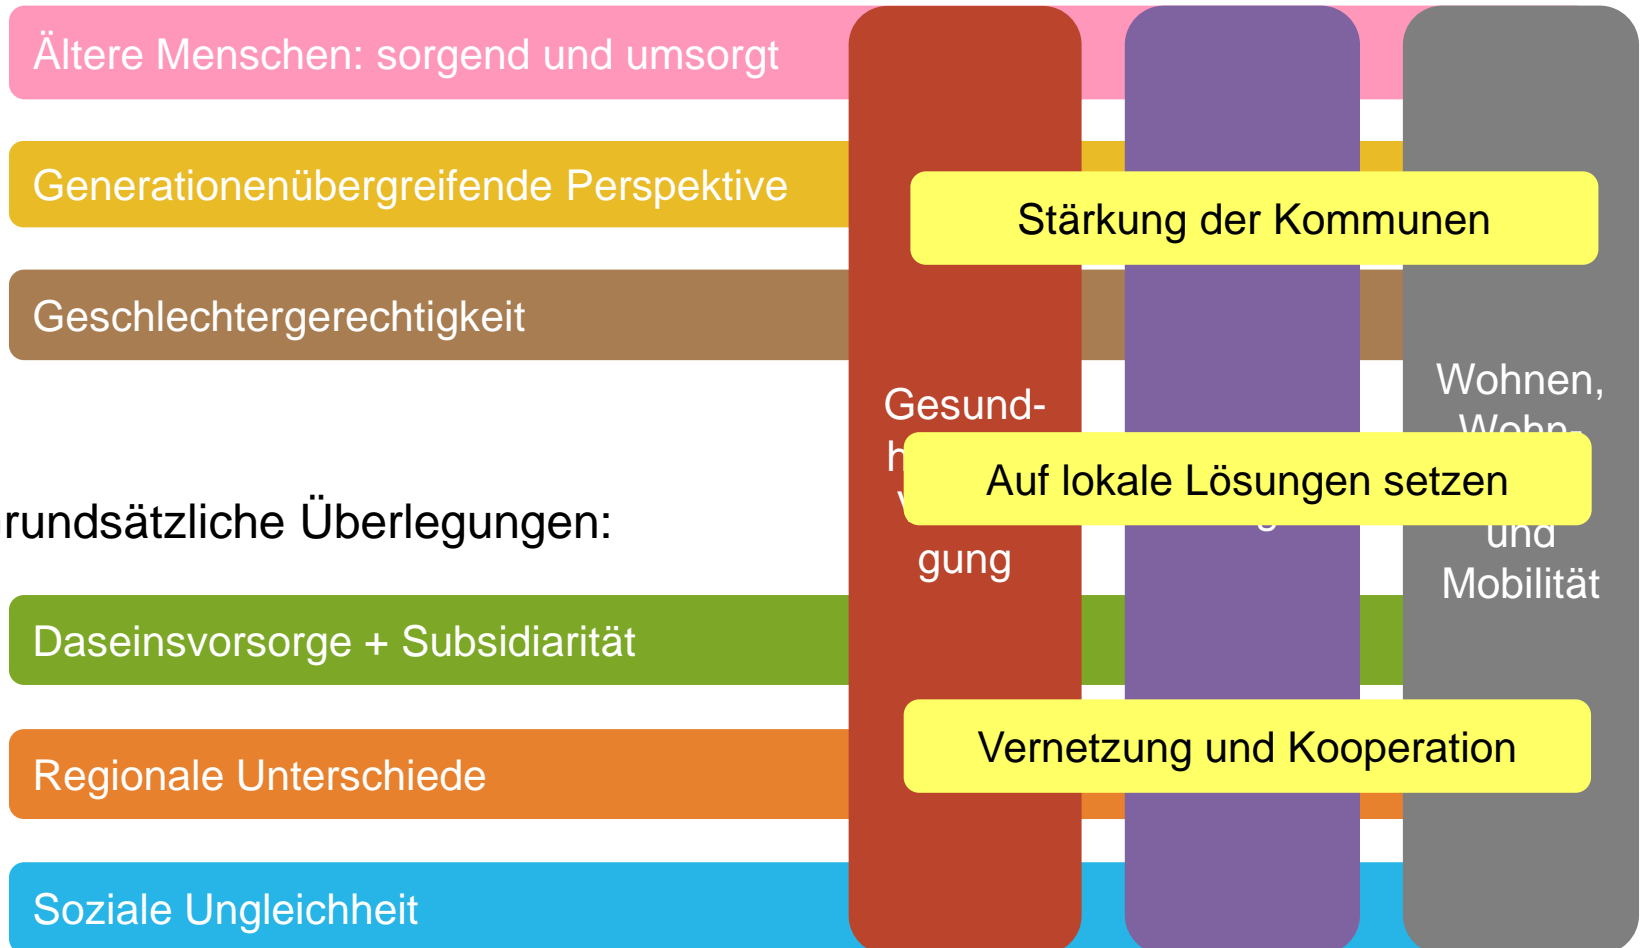 Ältere Menschen: sorgend und umsorgt
Generationenübergreifende Perspektive
Stärkung der Kommunen
Geschlechtergerechtigkeit
Gesund-
gung
Wohnen,
Wohn-
und
Mobilität
Auf lokale Lösungen setzen
rundsätzliche Überlegungen:
Daseinsvorsorge + Subsidiarität
Vernetzung und Kooperation
Regionale Unterschiede
Soziale Ungleichheit